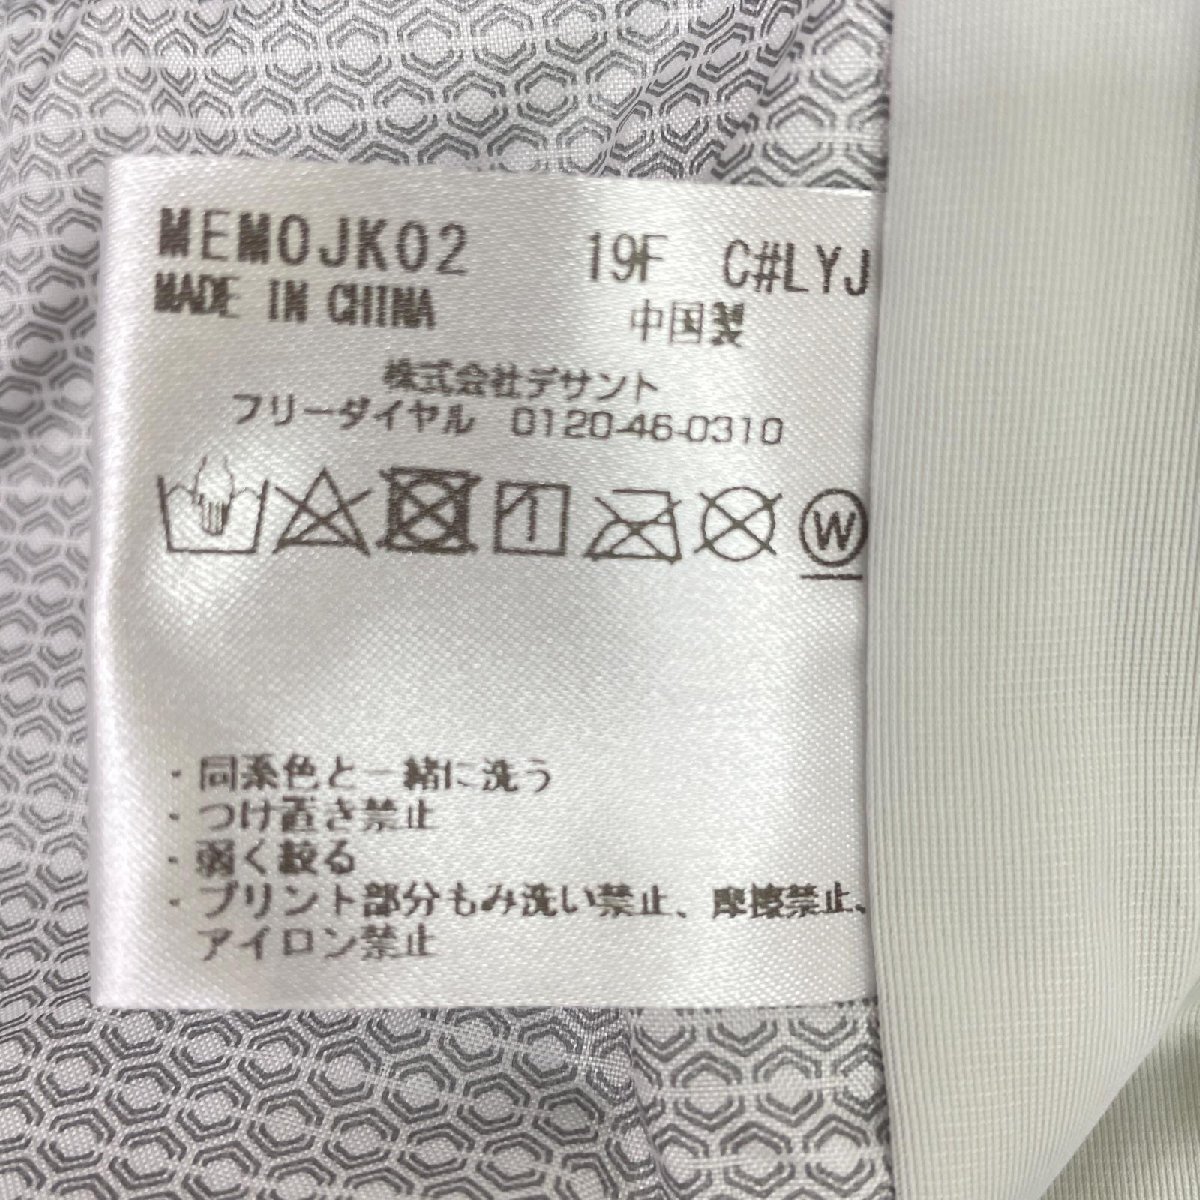 MEMOJK02 19F C#LYJ
MADE IN CHINA 中国製
株式会社デサント
フリーダイヤル 0120-46-0310
W
・同系色と一緒に洗う
・つけ置き禁止
・弱く絞る
・プリント部分もみ洗い禁止、摩擦禁止、
アイロン禁止